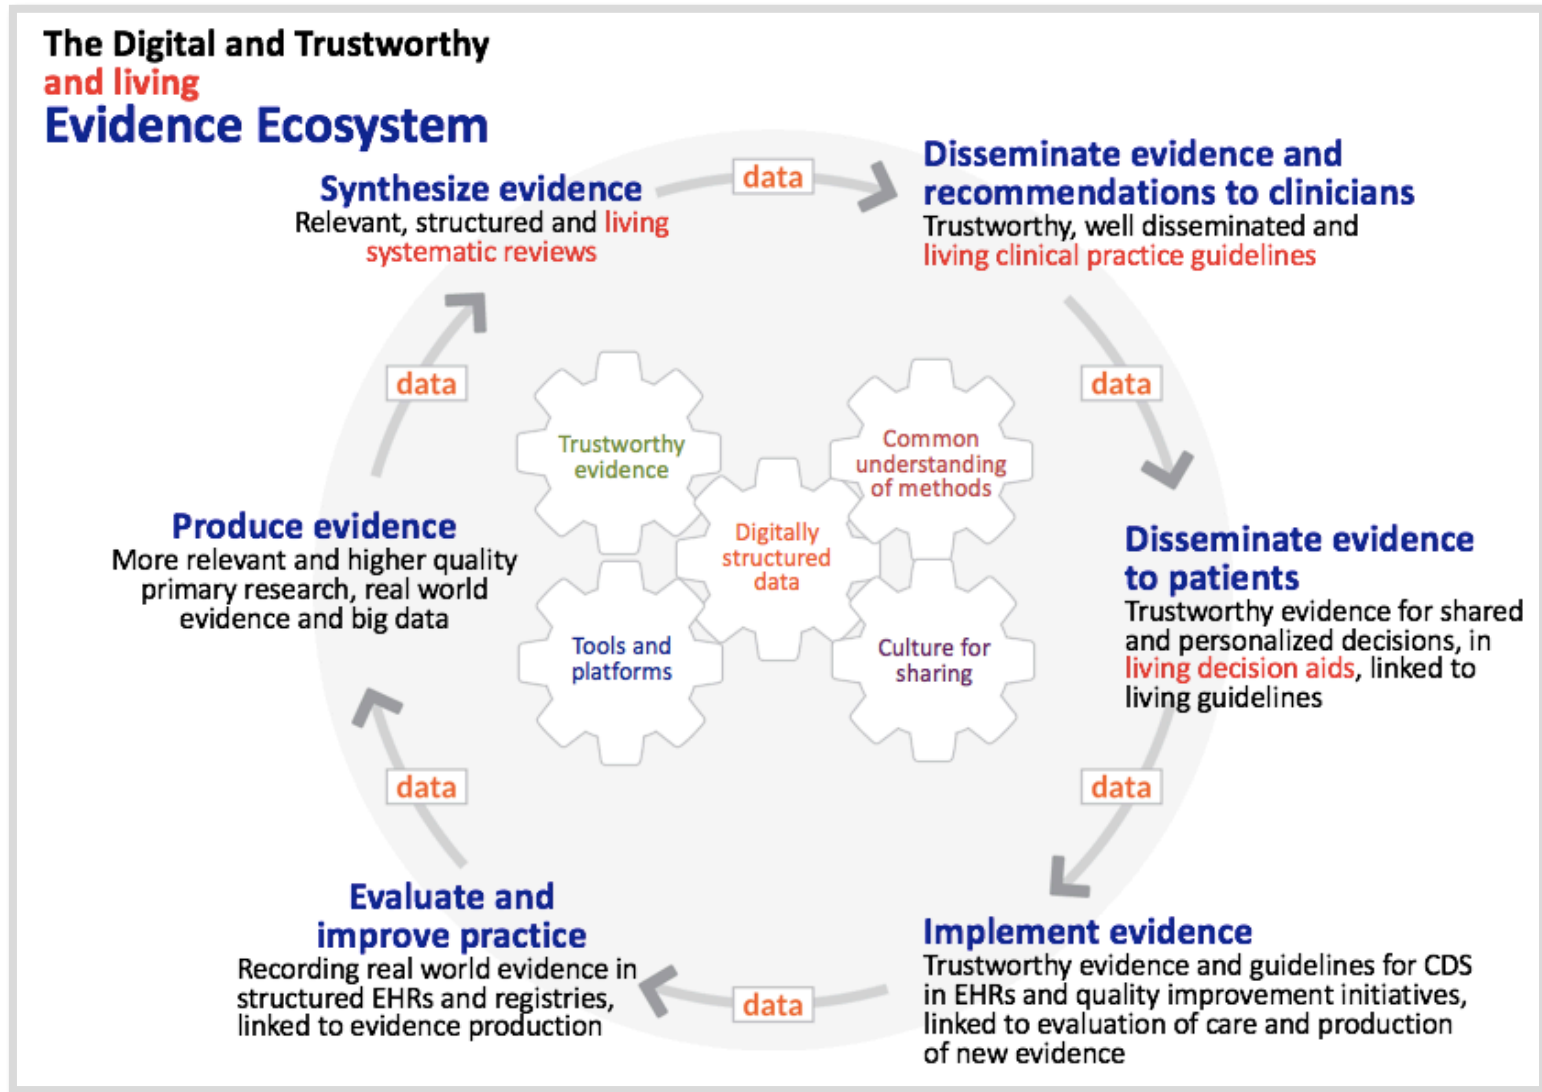 The Digital and Trustworthy
and living
Evidence Ecosystem
Synthesize evidence
Relevant, structured and living
systematic reviews
data
Disseminate evidence and
recommendations to clinicians
Trustworthy, well disseminated and
living clinical practice guidelines
data
Disseminate evidence
to patients
Trustworthy evidence for shared
and personalized decisions, in
living decision aids, linked to
living guidelines
data
Implement evidence
Trustworthy evidence and guidelines for CDS
in EHRs and quality improvement initiatives,
linked to evaluation of care and production
of new evidence
data
Evaluate and
improve practice
Recording real world evidence in
structured EHRs and registries,
linked to evidence production
data
Produce evidence
More relevant and higher quality
primary research, real world
evidence and big data
data
Trustworthy
evidence
Common
understanding
of methods
Digitally
structured
data
Tools and
platforms
Culture for
sharing